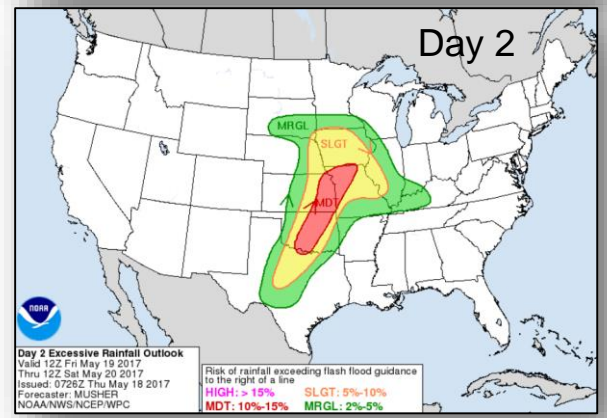 Day 2
MRGL
SLGT
MDT
NOAA
Day 2 Excessive Rainfall Outlook
Valid 12Z Fri May 19 2017
Thru 12Z Sat May 20 2017
Issued: 0726Z Thu May 18 2017
Forecaster: MUSHER
NOAA/NWS/NCEP/WPC
Risk of rainfall exceeding flash flood guidance
to the right of a line
HIGH: > 15% SLGT: 5%-10%
MDT: 10%-15% MRGL: 2%-5%